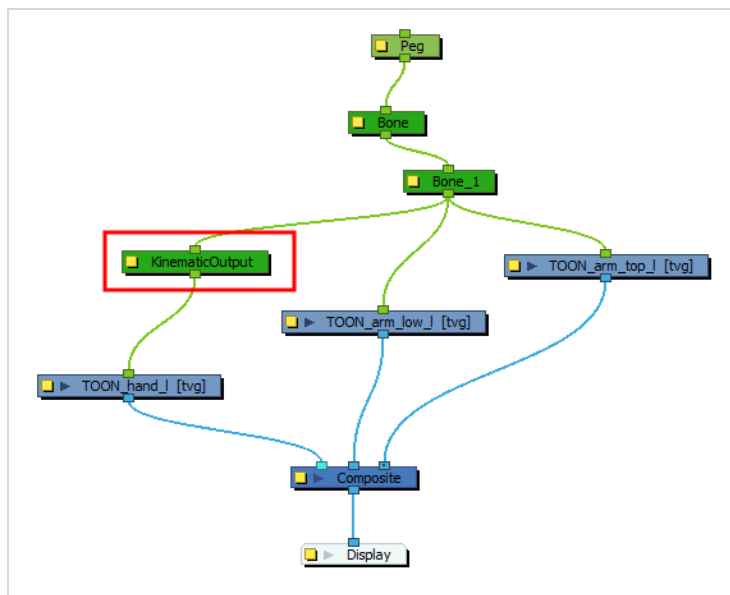 Peg
Bone
Bone_1
KinematicOutput
TOON_arm_top_l [tvg]
TOON_arm_low_l [tvg]
TOON_hand_l [tvg]
Composite
Display